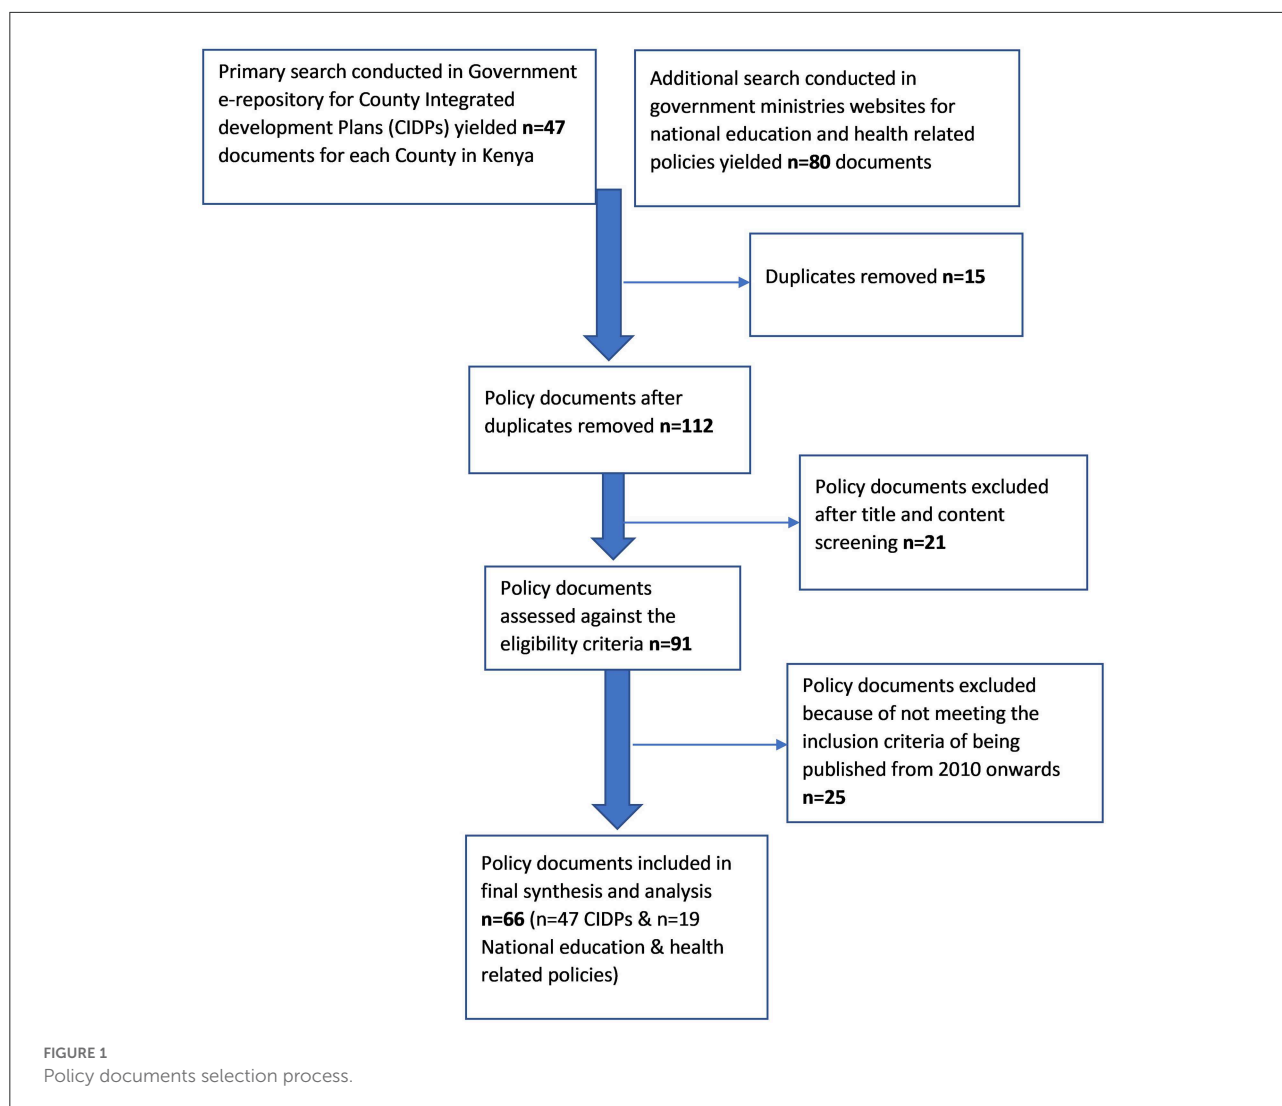 Primary search conducted in Government
e-repository for County Integrated
development Plans (CIDPs) yielded n=47
documents for each County in Kenya
Additional search conducted in
government ministries websites for
national education and health related
policies yielded n=80 documents
Duplicates removed n=15
Policy documents after
duplicates removed n=112
Policy documents excluded
after title and content
screening n=21
Policy documents
assessed against the
eligibility criteria n=91
Policy documents excluded
because of not meeting the
inclusion criteria of being
published from 2010 onwards
n=25
Policy documents included in
final synthesis and analysis
n=66 (n=47 CIDPs & n=19
National education & health
related policies)
FIGURE 1
Policy documents selection process.